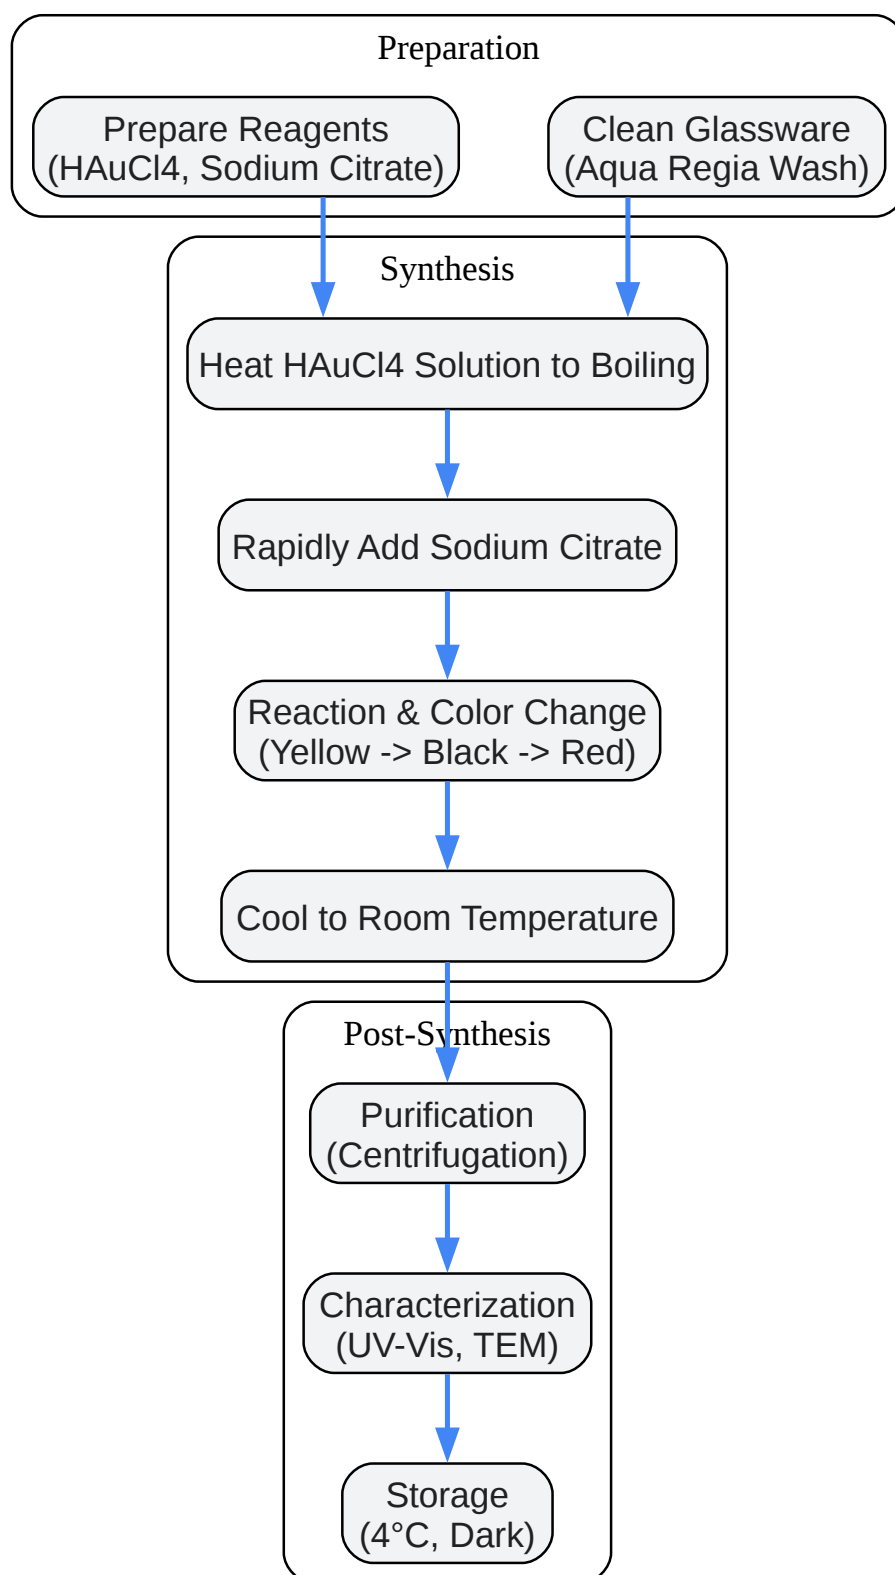 Preparation
Prepare Reagents
(HAuCl4, Sodium Citrate)
Clean Glassware
(Aqua Regia Wash)
Synthesis
Heat HAuCl4 Solution to Boiling
Rapidly Add Sodium Citrate
Reaction & Color Change
(Yellow -> Black -> Red)
Cool to Room Temperature
Post-Synthesis
Purification
(Centrifugation)
Characterization
(UV-Vis, TEM)
Storage
(4°C, Dark)